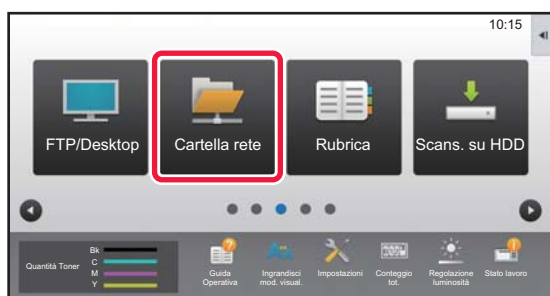 10:15
FTP/Desktop
Cartella rete
Rubrica
Scans. su HDD
Quantità Toner
Bk
C
M
Y
Guida
Operativa
Ingrandisci
mod. visual.
Impostazioni
Conteggio
tot.
Regolazione
luminosità
Stato lavoro